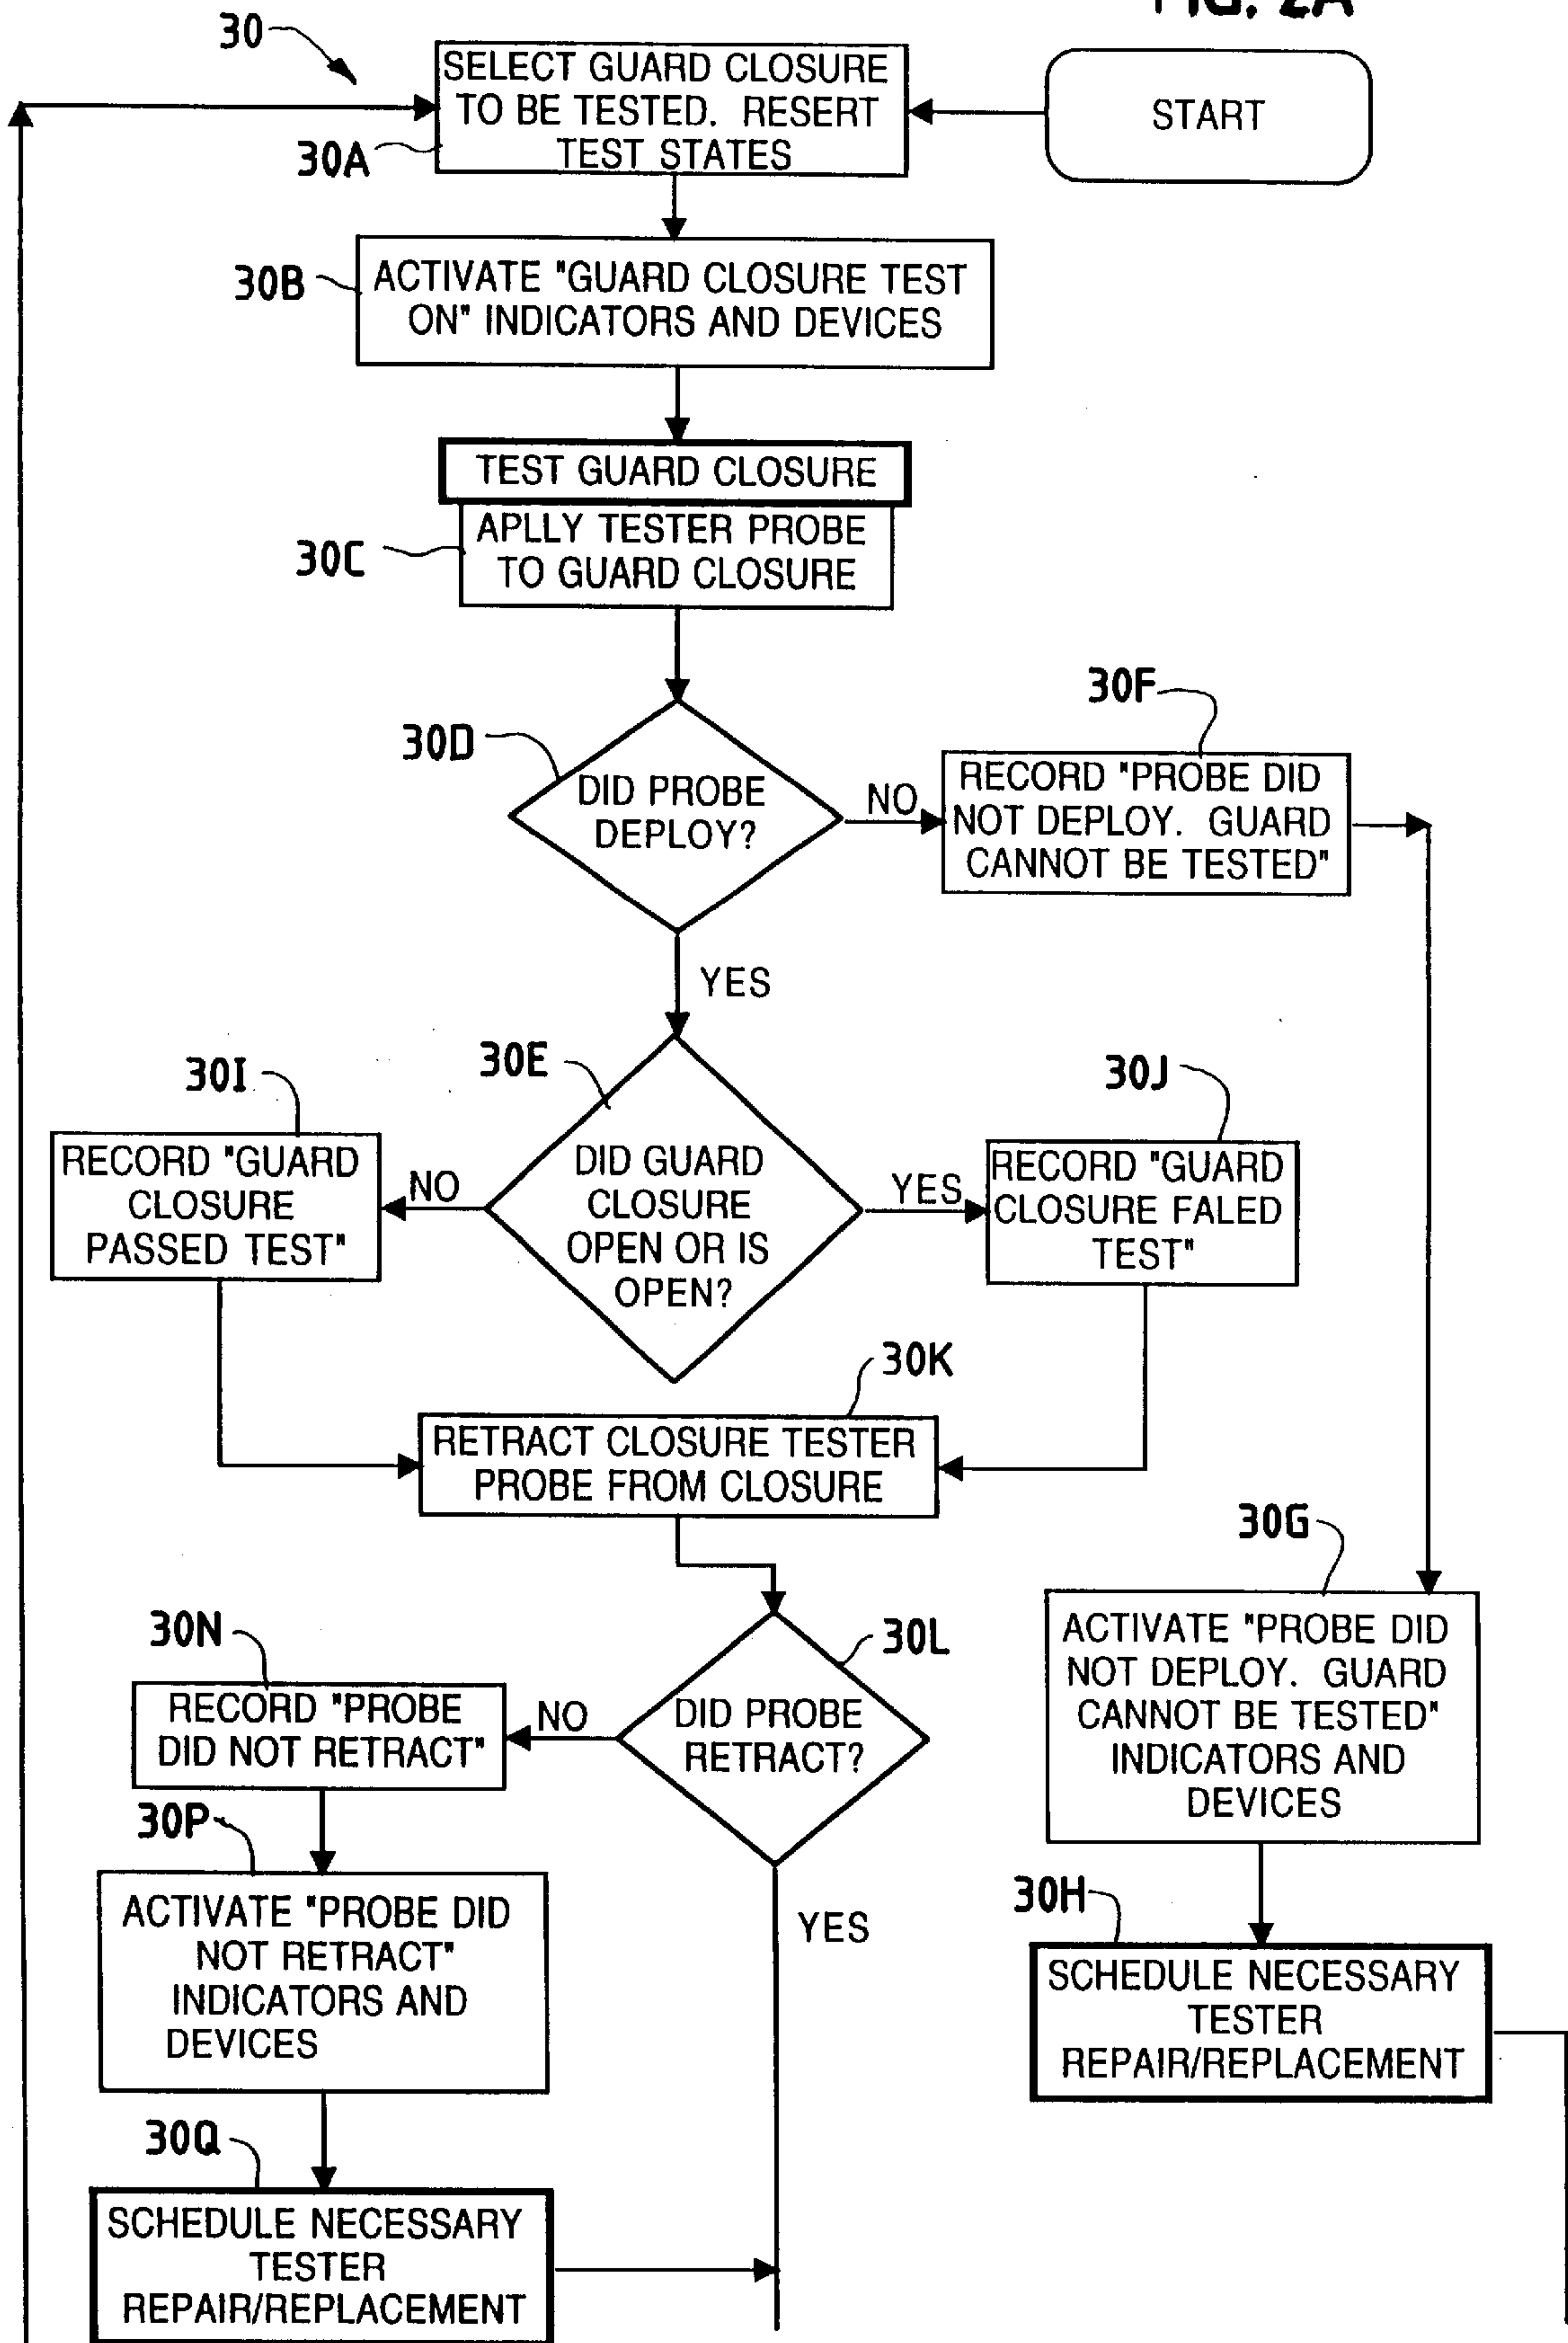 FIG. 2A
30
SELECT GUARD CLOSURE
TO BE TESTED. RESERT
TEST STATES
30A
START
30B
ACTIVATE "GUARD CLOSURE TEST
ON" INDICATORS AND DEVICES
TEST GUARD CLOSURE
30C
APLLY TESTER PROBE
TO GUARD CLOSURE
30D
DID PROBE
DEPLOY?
NO
30F
RECORD "PROBE DID
NOT DEPLOY. GUARD
CANNOT BE TESTED"
YES
30E
DID GUARD
CLOSURE
OPEN OR IS
OPEN?
30I
NO
RECORD "GUARD
CLOSURE
PASSED TEST"
30J
YES
RECORD "GUARD
CLOSURE FALED
TEST"
30K
RETRACT CLOSURE TESTER
PROBE FROM CLOSURE
30G
ACTIVATE "PROBE DID
NOT DEPLOY. GUARD
CANNOT BE TESTED"
INDICATORS AND
DEVICES
30L
DID PROBE
RETRACT?
NO
30N
RECORD "PROBE
DID NOT RETRACT"
30P
ACTIVATE "PROBE DID
NOT RETRACT"
INDICATORS AND
DEVICES
YES
30H
SCHEDULE NECESSARY
TESTER
REPAIR/REPLACEMENT
30Q
SCHEDULE NECESSARY
TESTER
REPAIR/REPLACEMENT